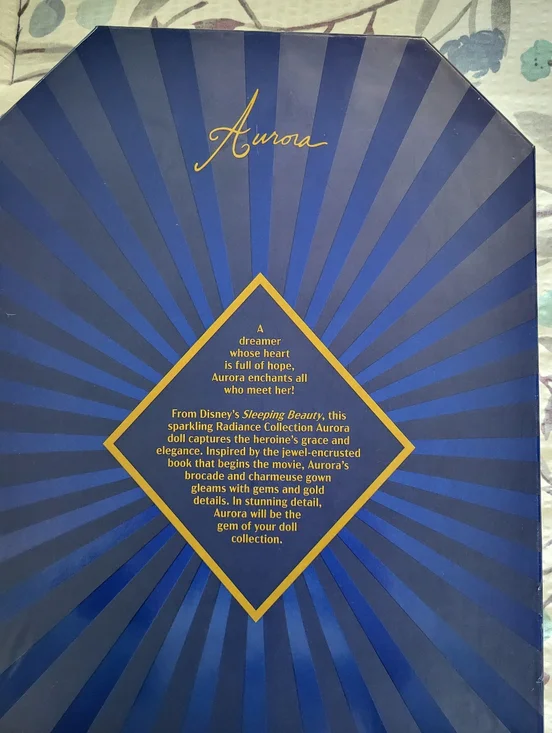 Aurora
A
dreamer
whose heart
is full of hope,
Aurora enchants all
who meet her!
From Disney's Sleeping Beauty, this
sparkling Radiance Collection Aurora
doll captures the heroine's grace and
elegance. Inspired by the jewel-encrusted
book that begins the movie, Aurora's
brocade and charmeuse gown
gleams with gems and gold
details. In stunning detail,
Aurora will be the
gem of your doll
collection.